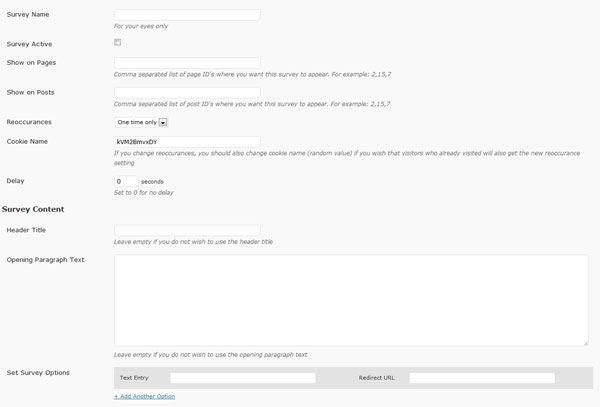 Survey Name
For your eyes only
Survey Active
Show on Pages
Comma separated list of page ID's where you want this survey to appear. For example: 2,15,7
Show on Posts
Comma separated list of post ID's where you want this survey to appear. For example: 2,15,7
Reoccurances One time only
Cookie Name kVM2BmvxDY
If you change reoccurances, you should also change cookie name (random value) if you wish that visitors who already visited will also get the new reoccurance
setting
Delay 0 seconds
Set to 0 for no delay
Survey Content
Header Title
Leave empty if you do not wish to use the header title
Opening Paragraph Text
Leave empty if you do not wish to use the opening paragraph text
Set Survey Options Text Entry Redirect URL
+ Add Another Option